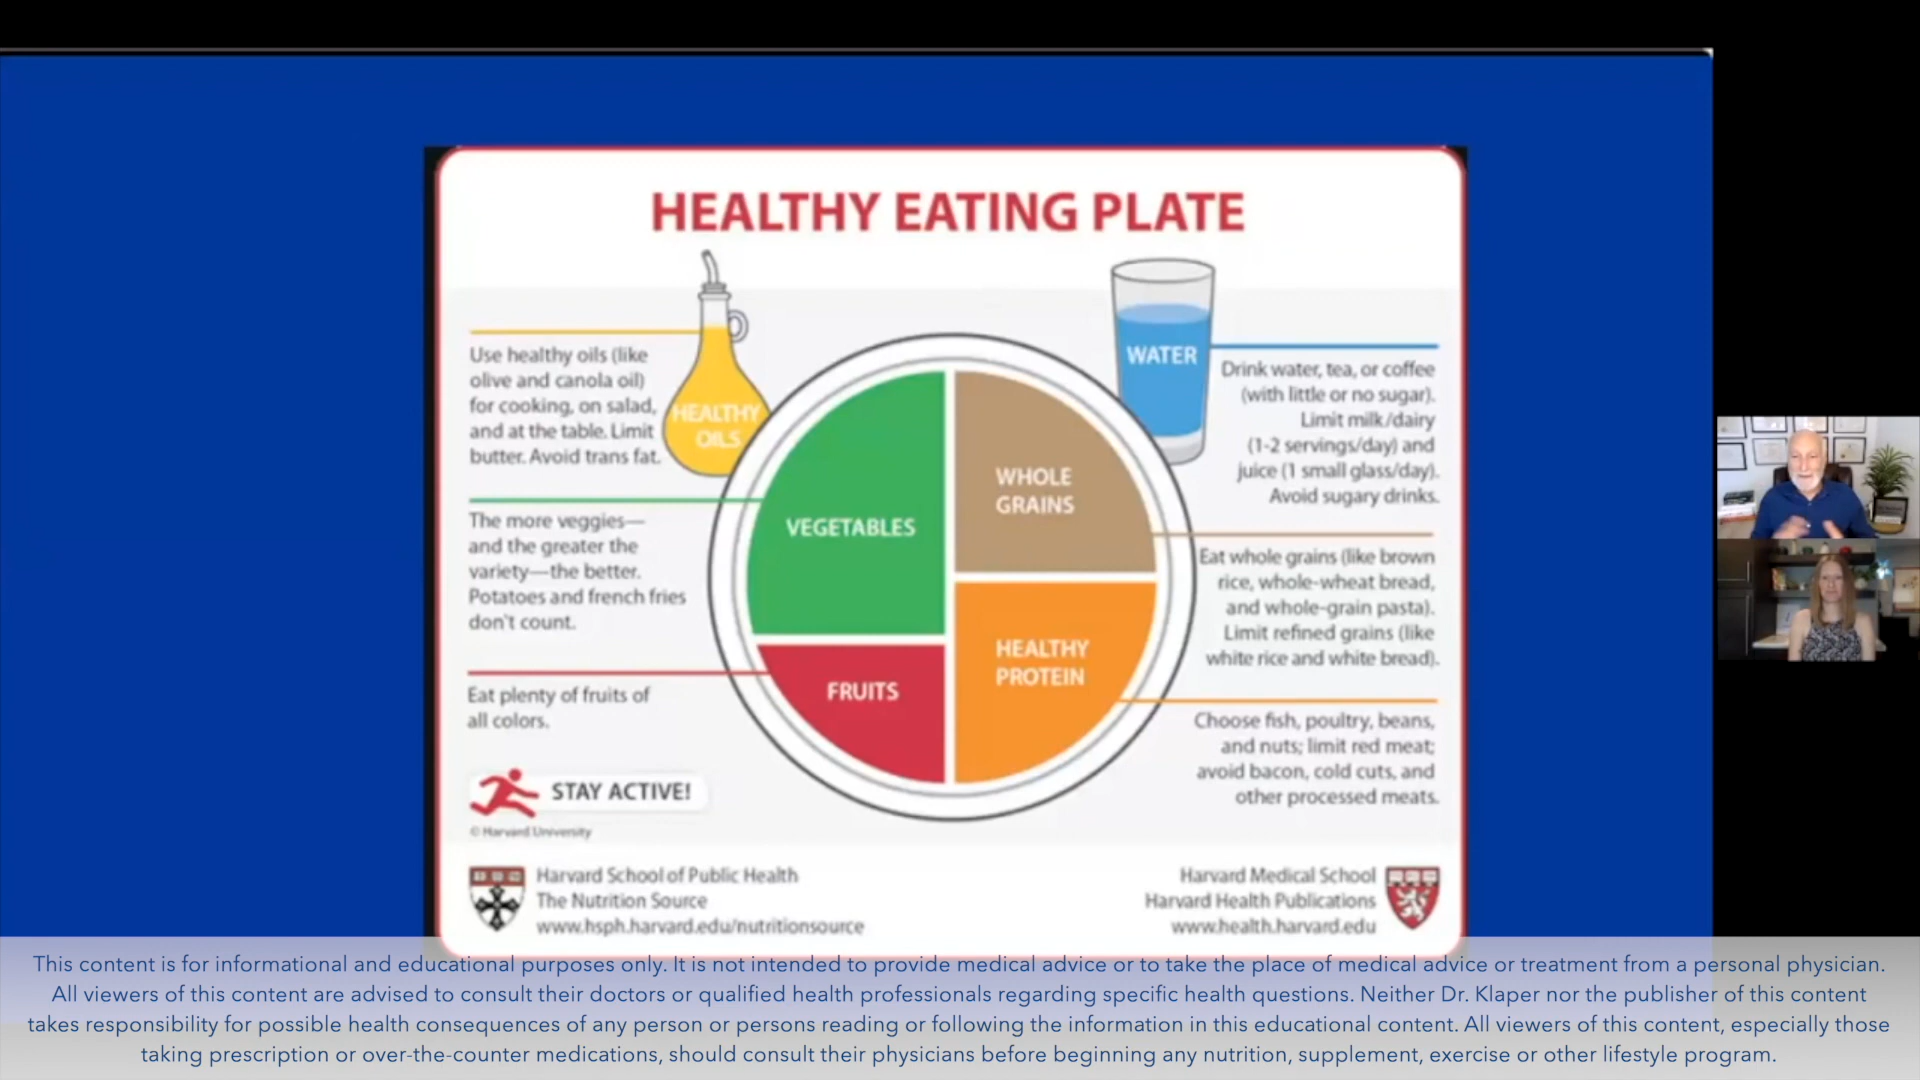 HEALTHY EATING PLATE
Use healthy oils (like
olive and canola oil)
for cooking, on salad,
and at the table. Limit
butter. Avoid trans fat.
HEALTHY
OILS
WATER
Drink water, tea, or coffee
(with little or no sugar).
Limit milk/dairy
(1-2 servings/day) and
juice (1 small glass/day).
Avoid sugary drinks.
The more veggies—
and the greater the
variety—the better.
Potatoes and french fries
don't count.
VEGETABLES
WHOLE
GRAINS
Eat whole grains (like brown
rice, whole-wheat bread,
and whole-grain pasta).
Limit refined grains (like
white rice and white bread).
Eat plenty of fruits of
all colors.
FRUITS
HEALTHY
PROTEIN
Choose fish, poultry, beans,
and nuts; limit red meat;
avoid bacon, cold cuts, and
other processed meats.
STAY ACTIVE!
© Harvard University
Harvard School of Public Health
The Nutrition Source
www.hsph.harvard.edu/nutritionsource
Harvard Medical School
Harvard Health Publications
www.health.harvard.edu
This content is for informational and educational purposes only. It is not intended to provide medical advice or to take the place of medical advice or treatment from a personal physician.
All viewers of this content are advised to consult their doctors or qualified health professionals regarding specific health questions. Neither Dr. Klaper nor the publisher of this content
takes responsibility for possible health consequences of any person or persons reading or following the information in this educational content. All viewers of this content, especially those
taking prescription or over-the-counter medications, should consult their physicians before beginning any nutrition, supplement, exercise or other lifestyle program.